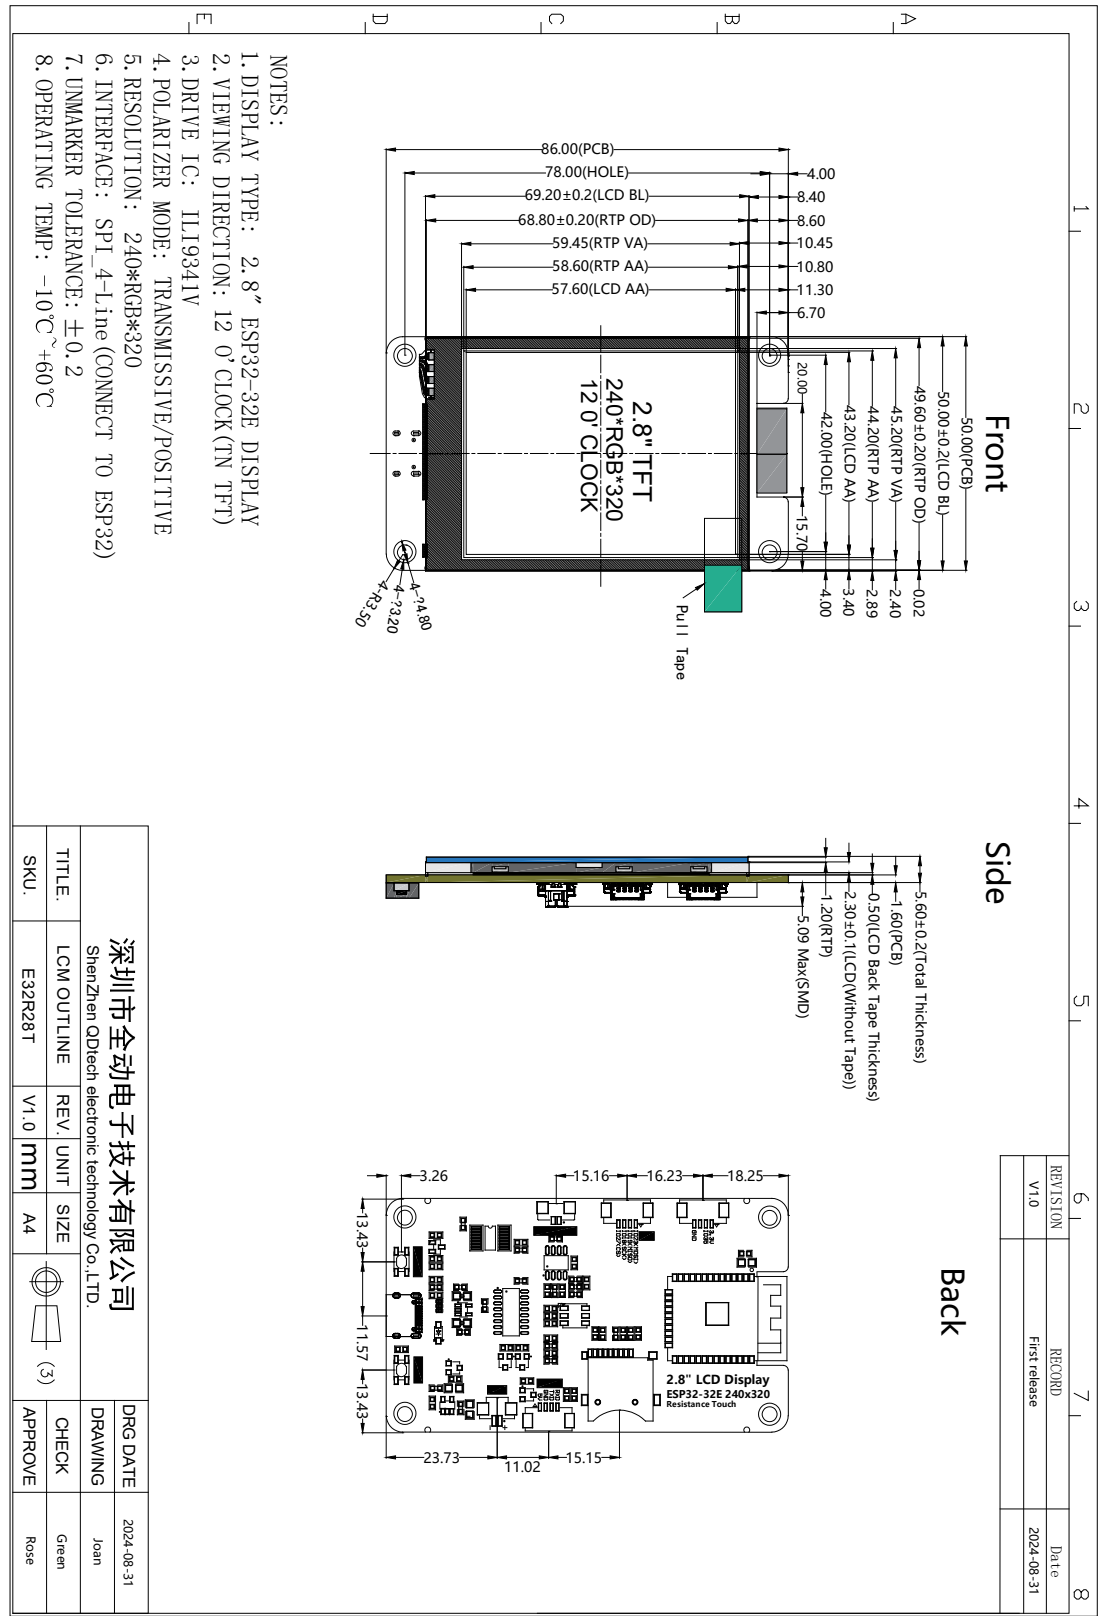 1
2
3
4
5
6
7
8
A
B
C
D
E
REVISION
RECORD
Date
V1.0
First release
2024-08-31
Front
Side
Back
50.00(PCB)
50.00±0.2(LCD BL)
49.60±0.20(RTP OD)
45.20(RTP VA)
44.20(RTP AA)
43.20(LCD AA)
42.00(HOLE)
20.00
15.70
0.02
2.40
2.89
3.40
4.00
86.00(PCB)
78.00(HOLE)
69.20±0.2(LCD BL)
68.80±0.20(RTP OD)
59.45(RTP VA)
58.60(RTP AA)
57.60(LCD AA)
4.00
8.40
8.60
10.45
10.80
11.30
6.70
2.8" TFT
240*RGB*320
12 0' CLOCK
Pull Tape
4-?4.80
4-?3.20
4-R3.50
5.60±0.2(Total Thickness)
1.60(PCB)
0.50(LCD Back Tape Thickness)
2.30±0.1(LCD(Without Tape))
1.20(RTP)
5.09 Max(SMD)
3.26
15.16
16.23
18.25
13.43
11.57
13.43
23.73
11.02
15.15
2.8" LCD Display
ESP32-32E 240x320
Resistance Touch
NOTES:
1. DISPLAY TYPE: 2.8" ESP32-32E DISPLAY
2. VIEWING DIRECTION: 12 0' CLOCK(TN TFT)
3. DRIVE IC: ILI9341V
4. POLARIZER MODE: TRANSMISSIVE/POSITIVE
5. RESOLUTION: 240*RGB*320
6. INTERFACE: SPI_4-Line(CONNECT TO ESP32)
7. UNMARKER TOLERANCE: ±0.2
8. OPERATING TEMP: -10℃~+60℃
深圳市全动电子技术有限公司
ShenZhen QDtech electronic technology Co.,LTD.
TITLE.
LCM OUTLINE
REV.
UNIT
SIZE
SKU.
E32R28T
V1.0
mm
A4
(3)
DRG DATE
2024-08-31
DRAWING
Joan
CHECK
Green
APPROVE
Rose